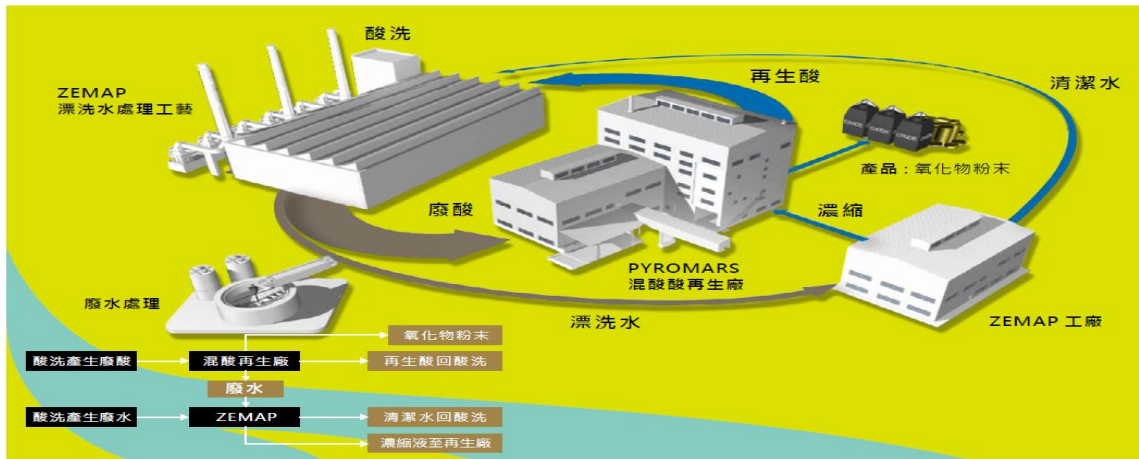 酸洗
ZEMAP
漂洗水處理工藝
再生酸
清潔水
OXIDE
OXIDE
OXIDE
產品：氧化物粉末
廢酸
濃縮
PYROMARS
混酸酸再生廠
廢水處理
漂洗水
ZEMAP 工廠
氧化物粉末
酸洗產生廢酸
混酸再生廠
再生酸回酸洗
廢水
酸洗產生廢水
ZEMAP
清潔水回酸洗
濃縮液至再生廠